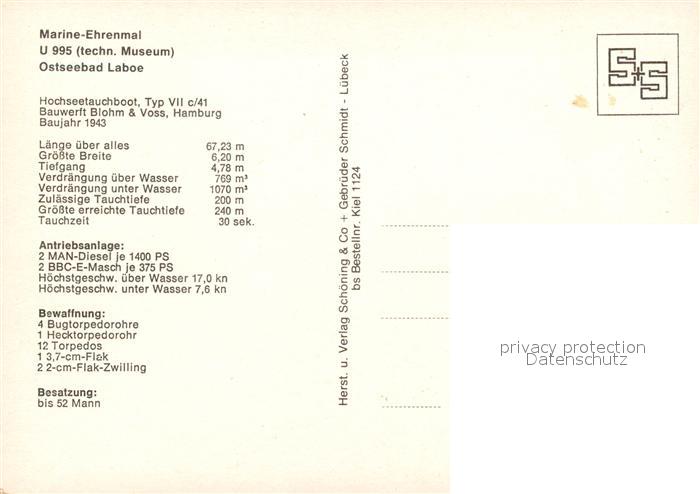 Marine-Ehrenmal
U 995 (techn. Museum)
Ostseebad Laboe
Hochseetauchboot, Typ VII c/41
Bauwerft Blohm & Voss, Hamburg
Baujahr 1943
Länge über alles 67,23 m
Größte Breite 6,20 m
Tiefgang 4,78 m
Verdrängung über Wasser 769 m³
Verdrängung unter Wasser 1070 m³
Zulässige Tauchtiefe 200 m
Größte erreichte Tauchtiefe 240 m
Tauchzeit 30 sek.
Antriebsanlage:
2 MAN-Diesel je 1400 PS
2 BBC-E-Masch je 375 PS
Höchstgeschw. über Wasser 17,0 kn
Höchstgeschw. unter Wasser 7,6 kn
Bewaffnung:
4 Bugtorpedorohre
1 Hecktorpedorohr
12 Torpedos
1 3,7-cm-Flak
2 2-cm-Flak-Zwilling
Besatzung:
bis 52 Mann
Herst. u. Verlag Schöning & Co + Gebrüder Schmidt - Lübeck
bs Bestellnr. Kiel 1124
S+S
privacy protection
Datenschutz